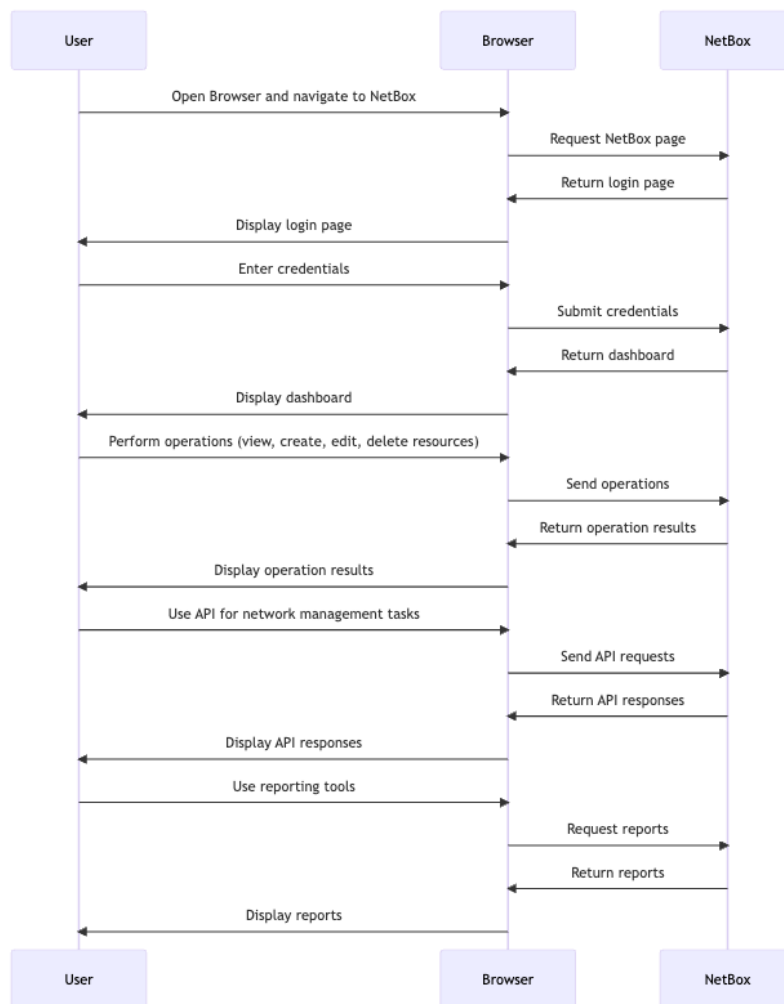 User
Browser
NetBox
Open Browser and navigate to NetBox
Request NetBox page
Return login page
Display login page
Enter credentials
Submit credentials
Return dashboard
Display dashboard
Perform operations (view, create, edit, delete resources)
Send operations
Return operation results
Display operation results
Use API for network management tasks
Send API requests
Return API responses
Display API responses
Use reporting tools
Request reports
Return reports
Display reports
User
Browser
NetBox